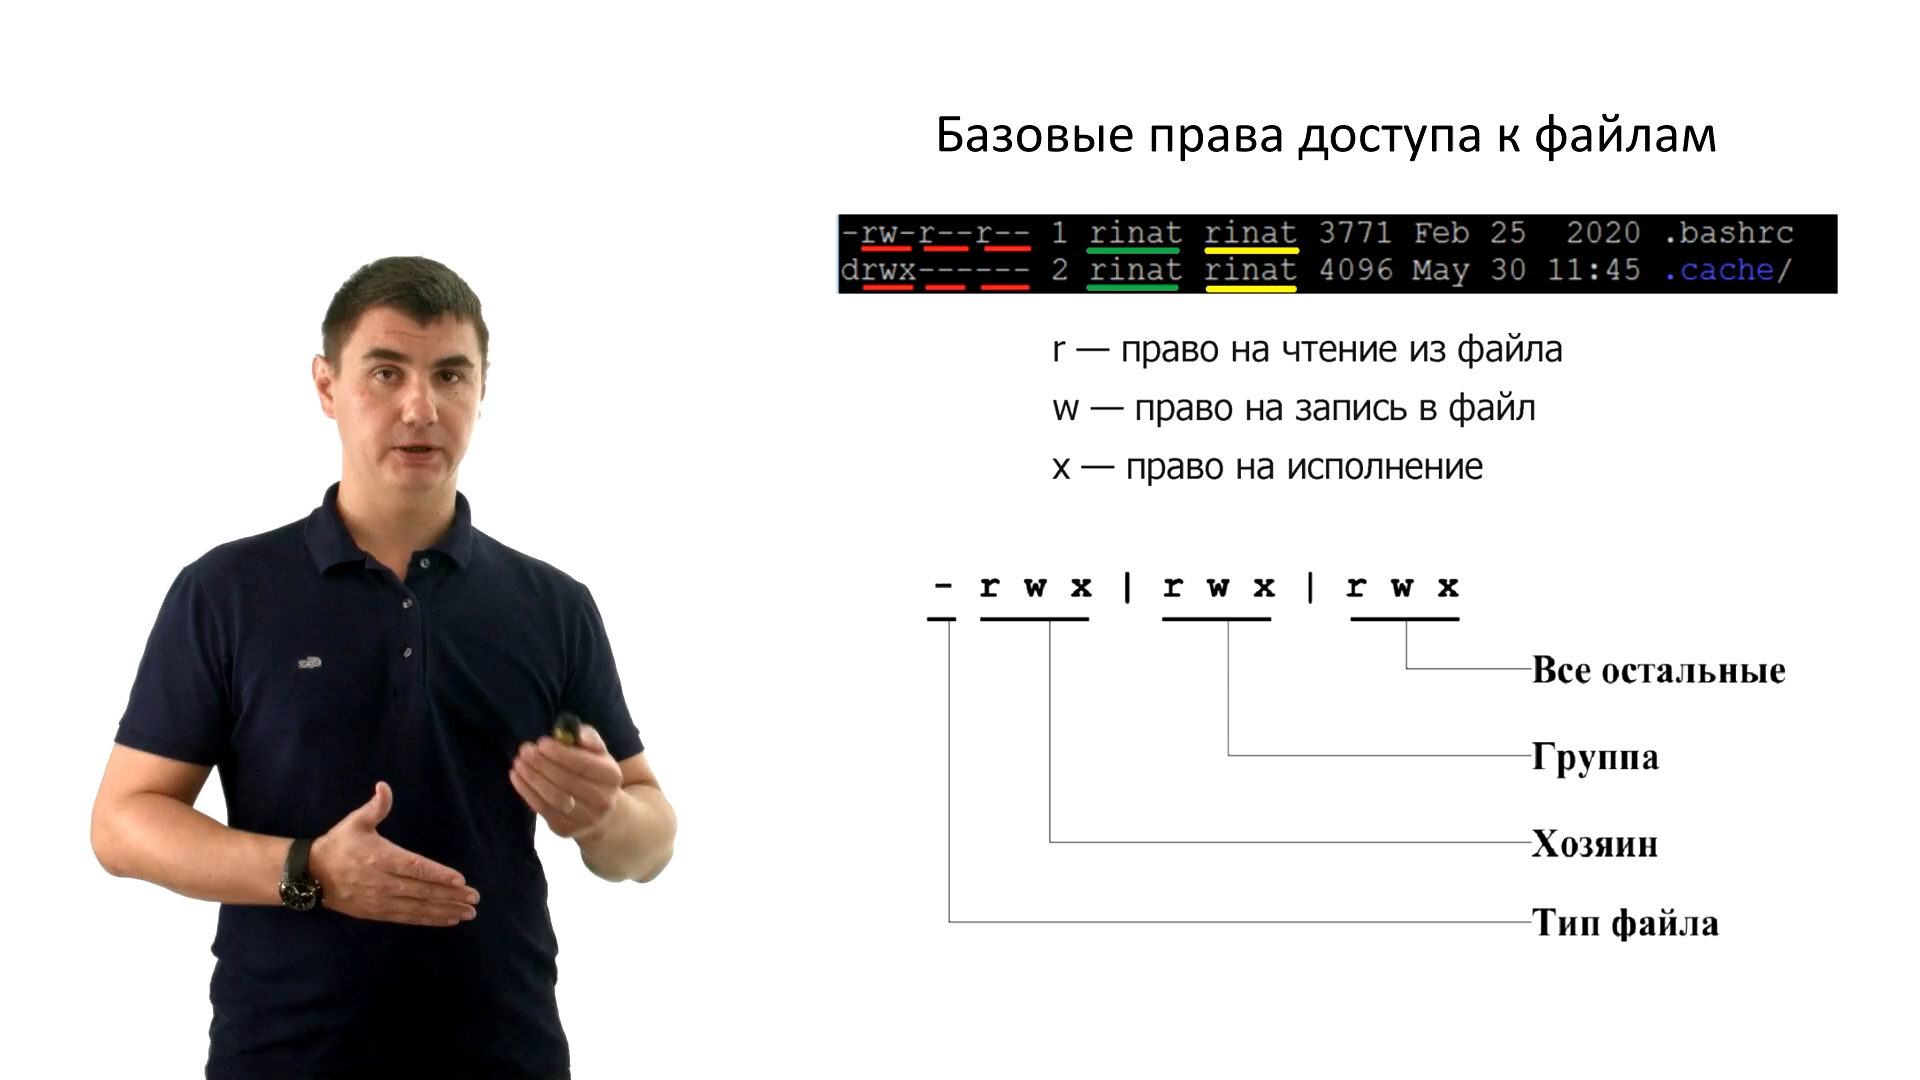 Базовые права доступа к файлам
-rw-r--r-- 1 rinat rinat 3771 Feb 25  2020 .bashrc
drwx------ 2 rinat rinat 4096 May 30 11:45 .cache/
r — право на чтение из файла
w — право на запись в файл
x — право на исполнение
- r w x | r w x | r w x
Все остальные
Группа
Хозяин
Тип файла